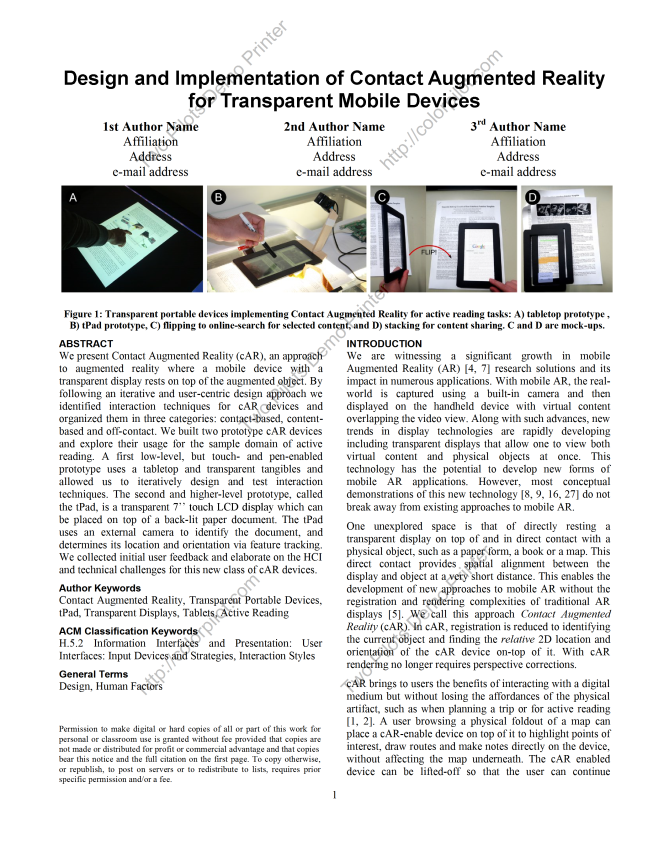 Design and Implementation of Contact Augmented Reality
for Transparent Mobile Devices
1st Author Name
Affiliation
Address
e-mail address
2nd Author Name
Affiliation
Address
e-mail address
3rd Author Name
Affiliation
Address
e-mail address
A
B
C
FLIP!
D
Figure 1: Transparent portable devices implementing Contact Augmented Reality for active reading tasks: A) tabletop prototype ,
B) tPad prototype, C) flipping to online-search for selected content, and D) stacking for content sharing. C and D are mock-ups.
ABSTRACT
We present Contact Augmented Reality (cAR), an approach
to augmented reality where a mobile device with a
transparent display rests on top of the augmented object. By
following an iterative and user-centric design approach we
identified interaction techniques for cAR devices and
organized them in three categories: contact-based, content-
based and off-contact. We built two prototype cAR devices
and explore their usage for the sample domain of active
reading. A first low-level, but touch- and pen-enabled
prototype uses a tabletop and transparent tangibles and
allowed us to iteratively design and test interaction
techniques. The second and higher-level prototype, called
the tPad, is a transparent 7’’ touch LCD display which can
be placed on top of a back-lit paper document. The tPad
uses an external camera to identify the document, and
determines its location and orientation via feature tracking.
We collected initial user feedback and elaborate on the HCI
and technical challenges for this new class of cAR devices.
Author Keywords
Contact Augmented Reality, Transparent Portable Devices,
tPad, Transparent Displays, Tablets, Active Reading
ACM Classification Keywords
H.5.2 Information Interfaces and Presentation: User
Interfaces: Input Devices and Strategies, Interaction Styles
General Terms
Design, Human Factors
Permission to make digital or hard copies of all or part of this work for
personal or classroom use is granted without fee provided that copies are
not made or distributed for profit or commercial advantage and that copies
bear this notice and the full citation on the first page. To copy otherwise,
or republish, to post on servers or to redistribute to lists, requires prior
specific permission and/or a fee.
INTRODUCTION
We are witnessing a significant growth in mobile
Augmented Reality (AR) [4, 7] research solutions and its
impact in numerous applications. With mobile AR, the real-
world is captured using a built-in camera and then
displayed on the handheld device with virtual content
overlapping the video view. Along with such advances, new
trends in display technologies are rapidly developing
including transparent displays that allow one to view both
virtual content and physical objects at once. This
technology has the potential to develop new forms of
mobile AR applications. However, most conceptual
demonstrations of this new technology [8, 9, 16, 27] do not
break away from existing approaches to mobile AR.
One unexplored space is that of directly resting a
transparent display on top of and in direct contact with a
physical object, such as a paper form, a book or a map. This
direct contact provides spatial alignment between the
display and object at a very short distance. This enables the
development of new approaches to mobile AR without the
registration and rendering complexities of traditional AR
displays [5]. We call this approach Contact Augmented
Reality (cAR). In cAR, registration is reduced to identifying
the current object and finding the relative 2D location and
orientation of the cAR device on-top of it. With cAR
rendering no longer requires perspective corrections.
cAR brings to users the benefits of interacting with a digital
medium but without losing the affordances of the physical
artifact, such as when planning a trip or for active reading
[1, 2]. A user browsing a physical foldout of a map can
place a cAR-enable device on top of it to highlight points of
interest, draw routes and make notes directly on the device,
without affecting the map underneath. The cAR enabled
device can be lifted-off so that the user can continue
1
Pilots Demo Printer
http://colorpilot.com
Pilots Demo Printer
http://colorpilot.com